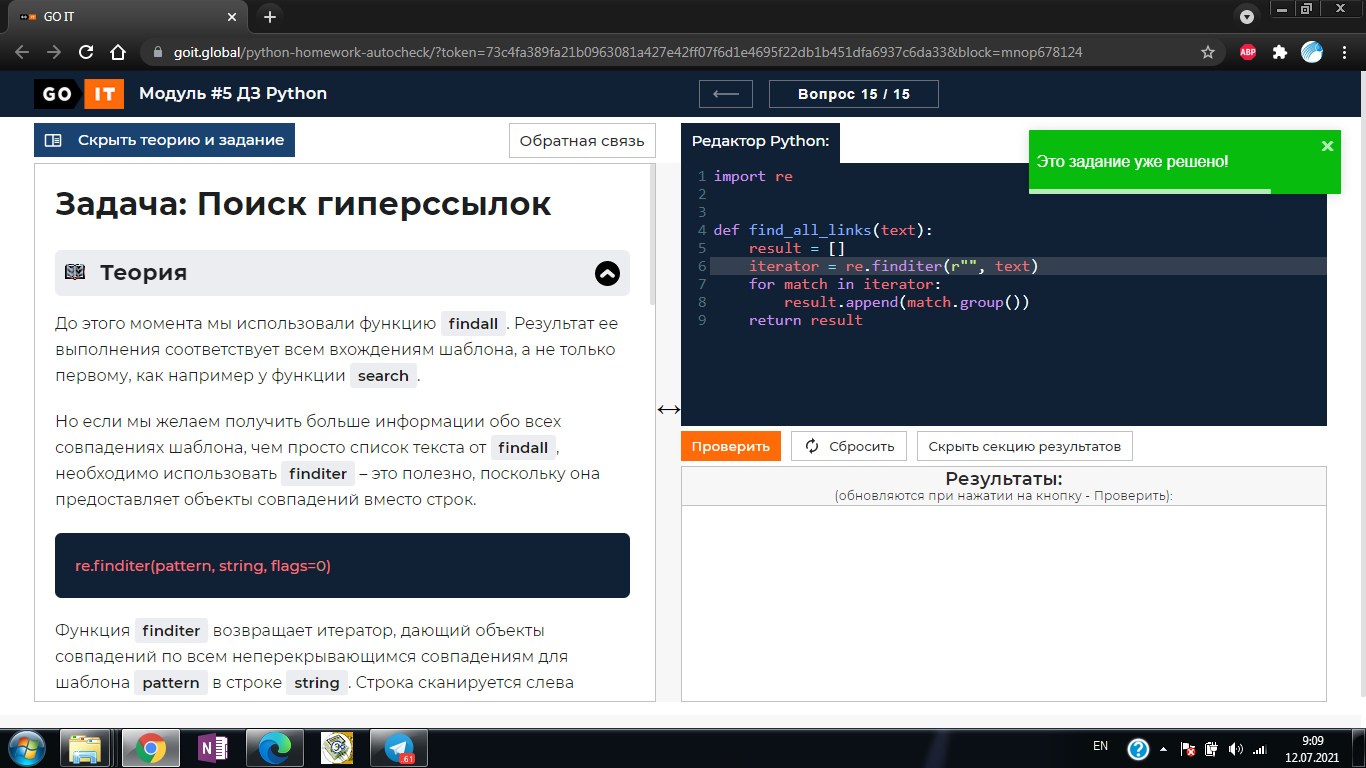 GO IT
goit.global/python-homework-autocheck/?token=73c4fa389fa21b0963081a427e42ff07f6d1e4695f22db1b451dfa6937c6da33&block=mnop678124
ABP
GO IT
Модуль #5 ДЗ Python
Вопрос 15 / 15
Скрыть теорию и задание
Обратная связь
Задача: Поиск гиперссылок
Теория
До этого момента мы использовали функцию findall. Результат ее
выполнения соответствует всем вхождениям шаблона, а не только
первому, как например у функции search.
Но если мы желаем получить больше информации обо всех
совпадениях шаблона, чем просто список текста от findall,
необходимо использовать finditer – это полезно, поскольку она
предоставляет объекты совпадений вместо строк.
re.finditer(pattern, string, flags=0)
Функция finditer возвращает итератор, дающий объекты
совпадений по всем неперекрывающимся совпадениям для
шаблона pattern в строке string. Строка сканируется слева
Редактор Python:
Это задание уже решено!
1 import re
2
3
4 def find_all_links(text):
5     result = []
6     iterator = re.finditer(r"", text)
7     for match in iterator:
8         result.append(match.group())
9     return result
Проверить
Сбросить
Скрыть секцию результатов
Результаты:
(обновляются при нажатии на кнопку - Проверить):
N
61
EN
9:09
12.07.2021